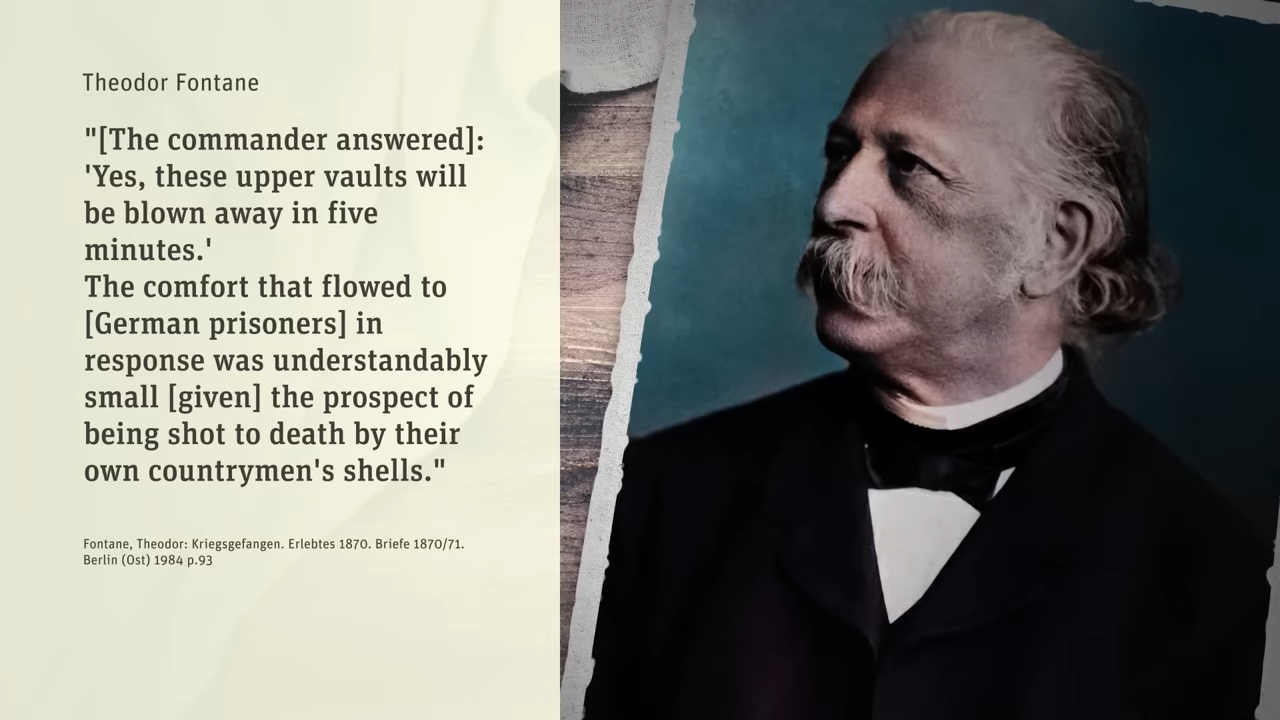 Theodor Fontane
"[The commander answered]:
'Yes, these upper vaults will
be blown away in five
minutes.'
The comfort that flowed to
[German prisoners] in
response was understandably
small [given] the prospect of
being shot to death by their
own countrymen's shells."
Fontane, Theodor: Kriegsgefangen. Erlebtes 1870. Briefe 1870/71.
Berlin (Ost) 1984 p.93